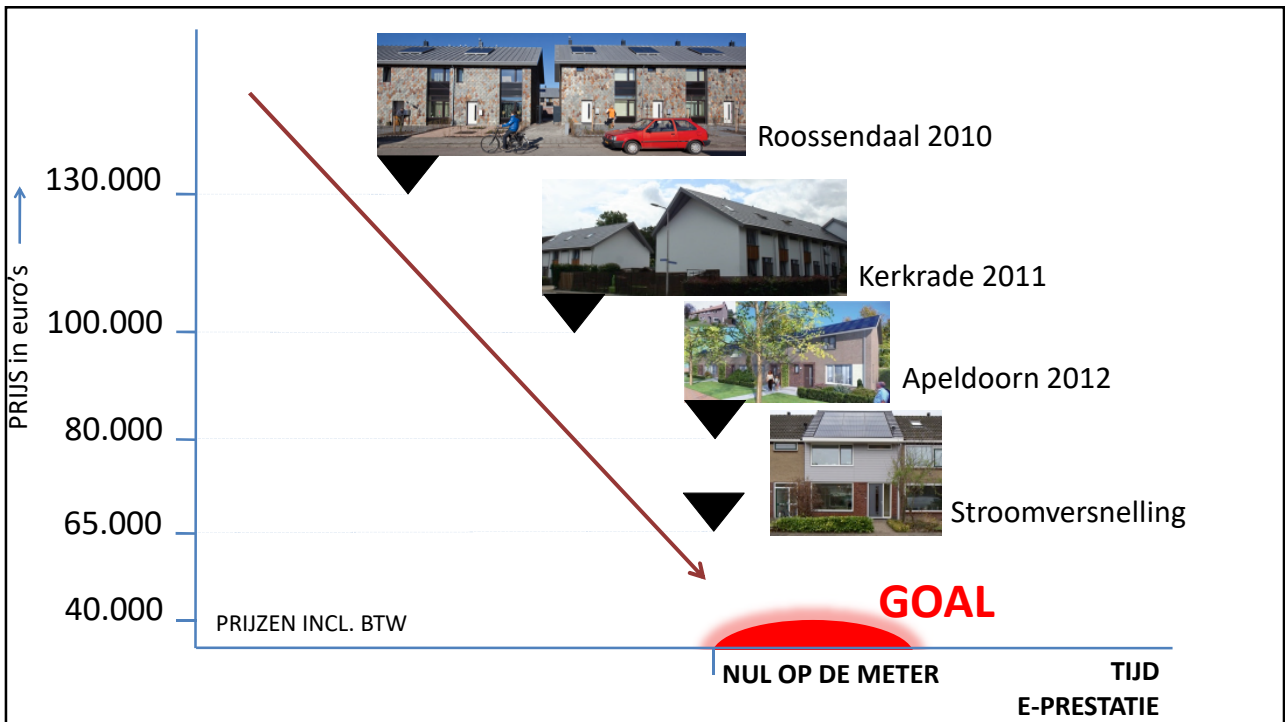 Roossendaal 2010
130.000
Kerkrade 2011
100.000
PRIJS in euro's
Apeldoorn 2012
80.000
Stroomversnelling
65.000
GOAL
40.000
PRIJZEN INCL. BTW
NUL OP DE METER
TIJD
E-PRESTATIE